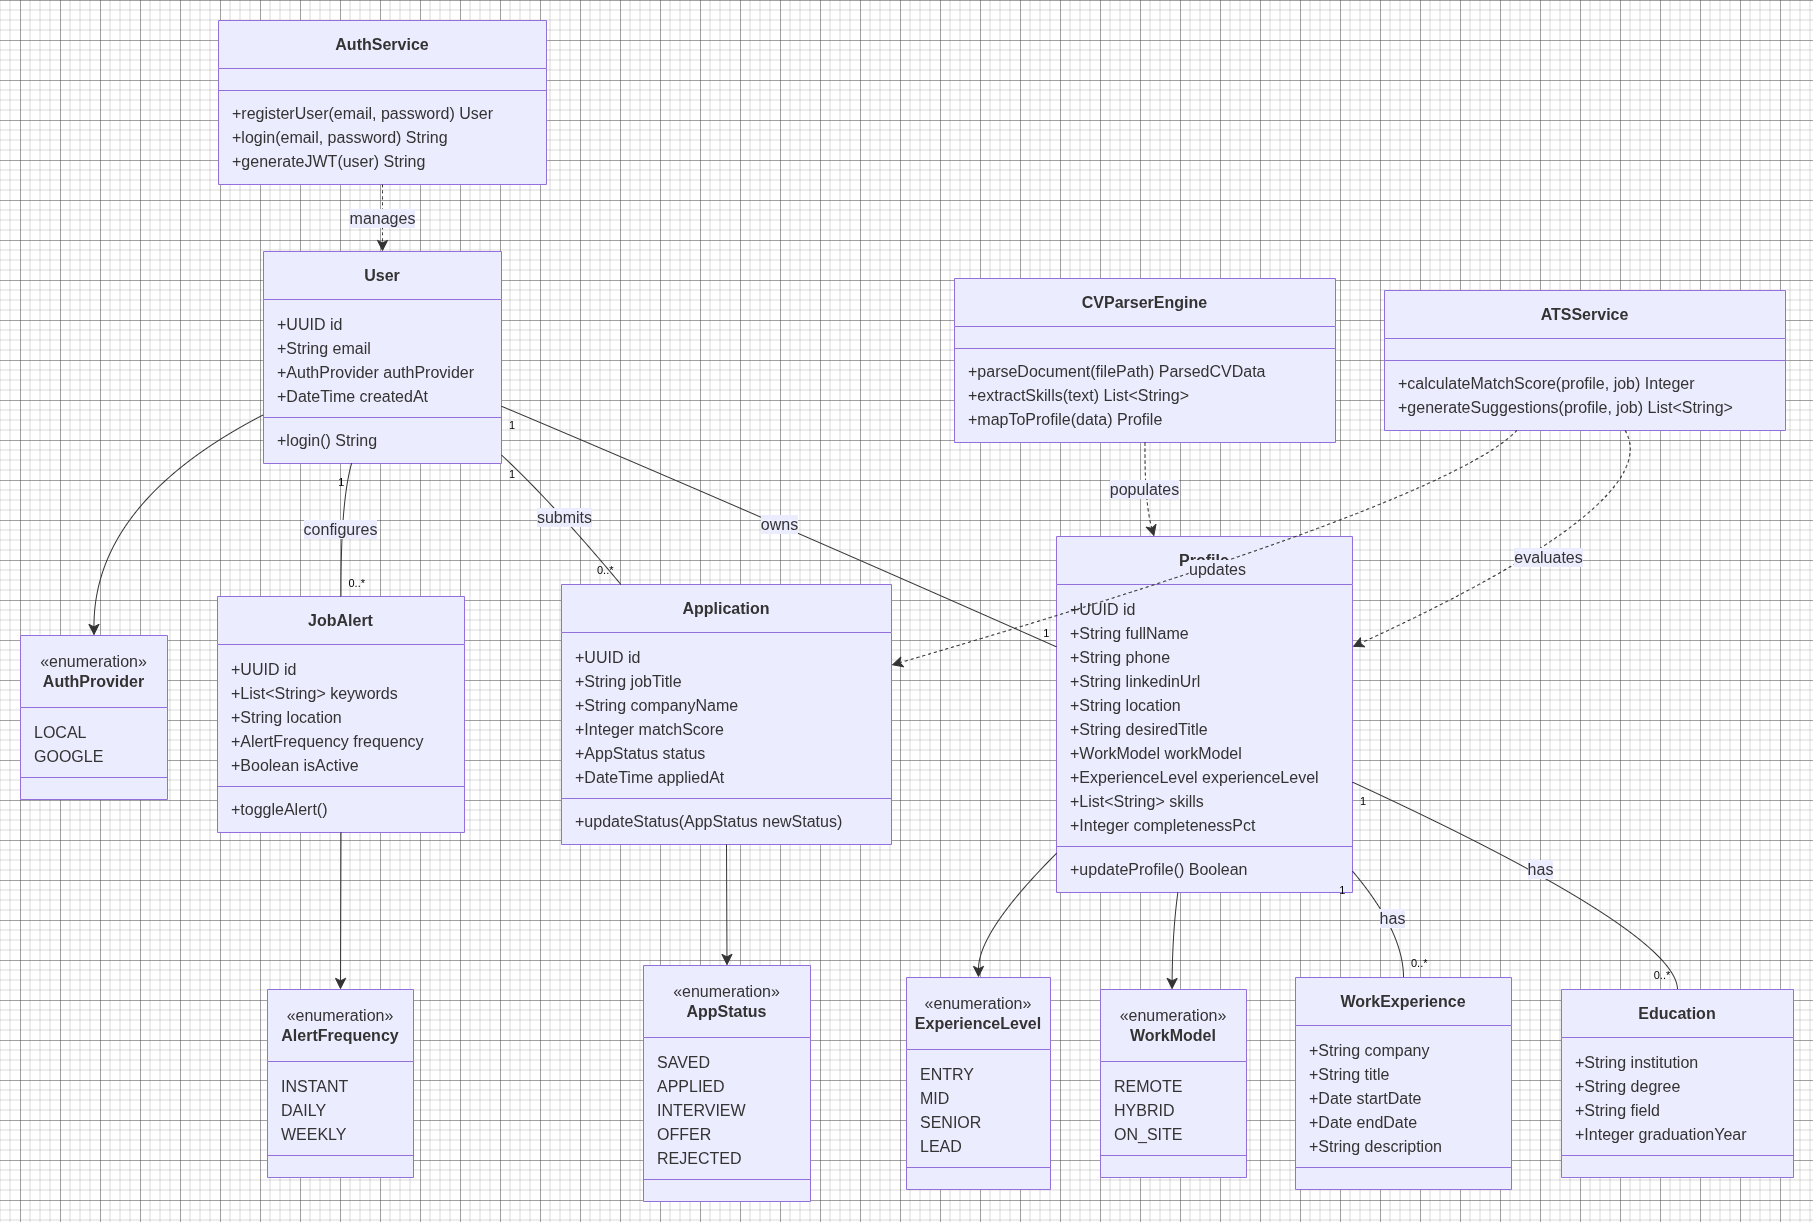 AuthService
+registerUser(email, password) User
+login(email, password) String
+generateJWT(user) String
manages
User
+UUID id
+String email
+AuthProvider authProvider
+DateTime createdAt
+login() String
CVParserEngine
+parseDocument(filePath) ParsedCVData
+extractSkills(text) List<String>
+mapToProfile(data) Profile
ATSService
+calculateMatchScore(profile, job) Integer
+generateSuggestions(profile, job) List<String>
1
1
1
configures
submits
owns
populates
updates
evaluates
0..*
0..*
1
«enumeration»
AuthProvider
LOCAL
GOOGLE
JobAlert
+UUID id
+List<String> keywords
+String location
+AlertFrequency frequency
+Boolean isActive
+toggleAlert()
Application
+UUID id
+String jobTitle
+String companyName
+Integer matchScore
+AppStatus status
+DateTime appliedAt
+updateStatus(AppStatus newStatus)
Profile
+UUID id
+String fullName
+String phone
+String linkedinUrl
+String location
+String desiredTitle
+WorkModel workModel
+ExperienceLevel experienceLevel
+List<String> skills
+Integer completenessPct
+updateProfile() Boolean
1
1
has
has
0..*
0..*
«enumeration»
AlertFrequency
INSTANT
DAILY
WEEKLY
«enumeration»
AppStatus
SAVED
APPLIED
INTERVIEW
OFFER
REJECTED
«enumeration»
ExperienceLevel
ENTRY
MID
SENIOR
LEAD
«enumeration»
WorkModel
REMOTE
HYBRID
ON_SITE
WorkExperience
+String company
+String title
+Date startDate
+Date endDate
+String description
Education
+String institution
+String degree
+String field
+Integer graduationYear